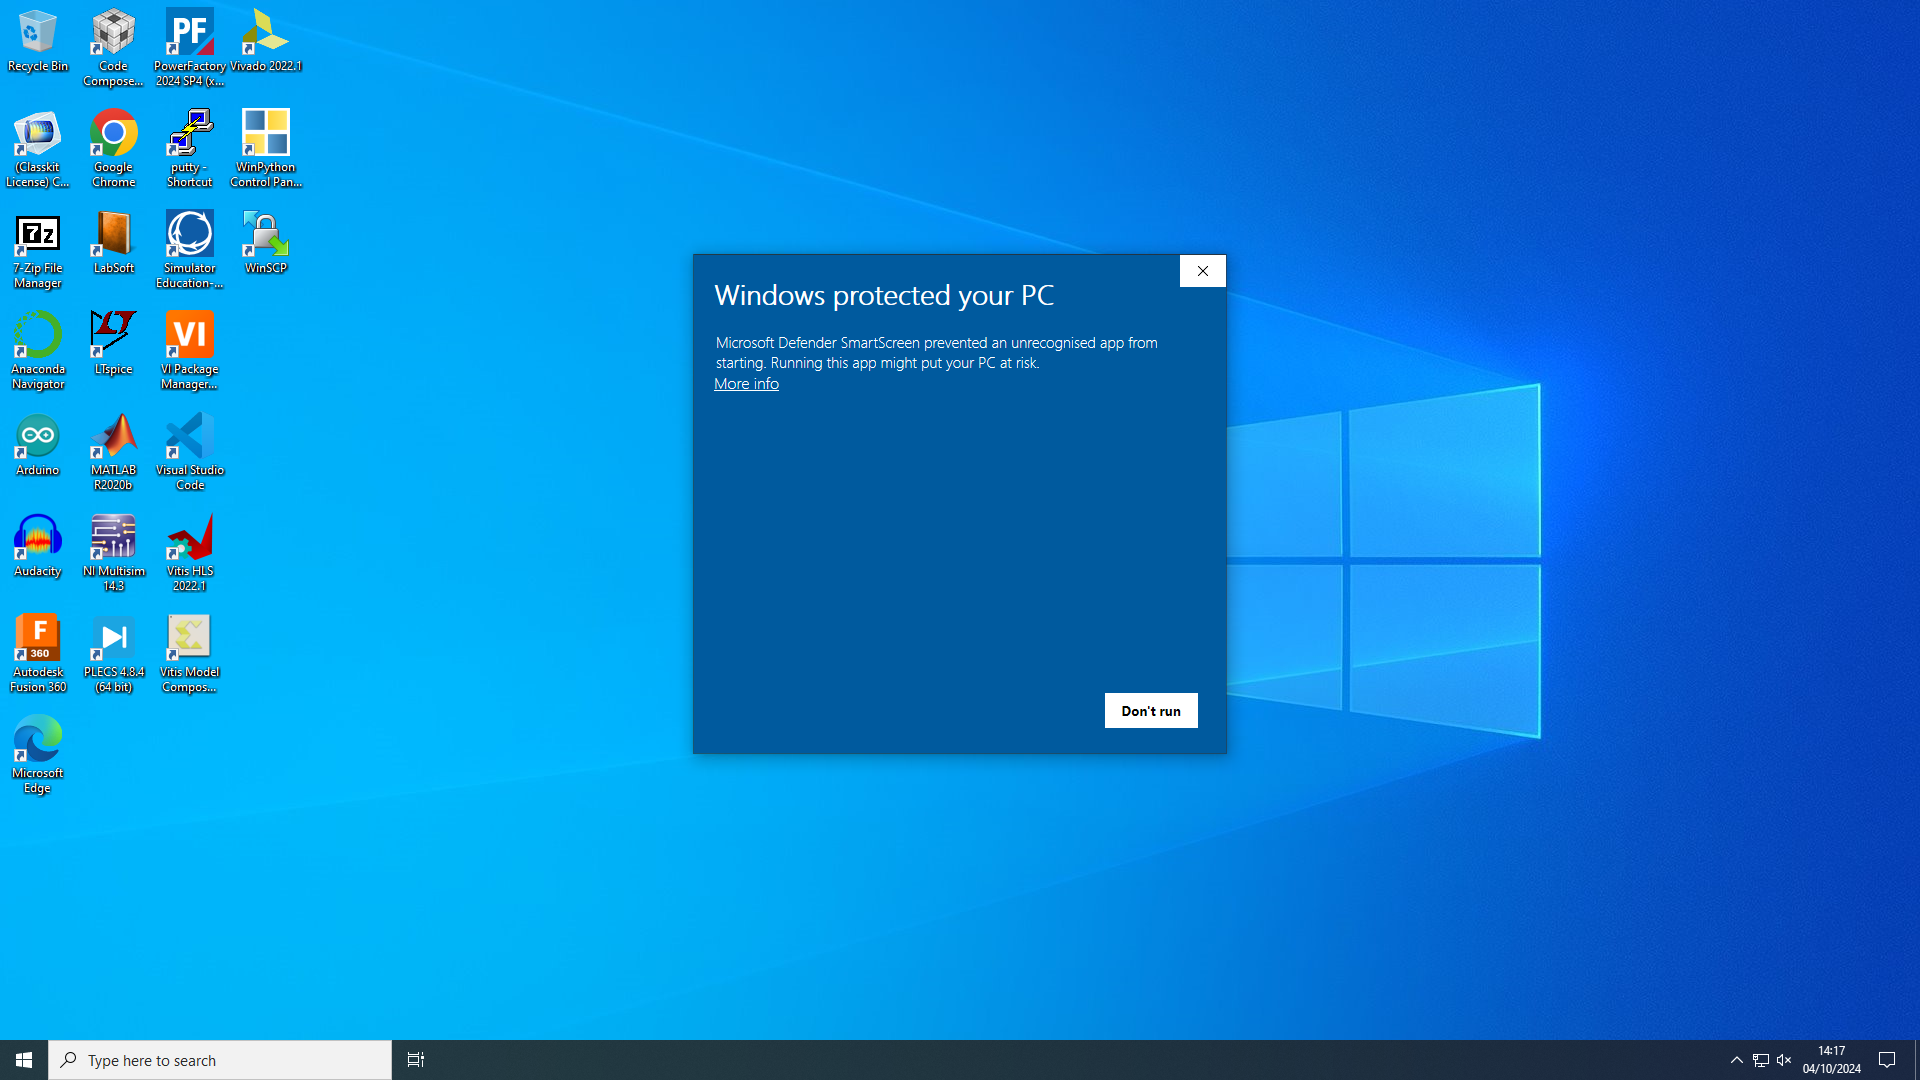 Recycle Bin
Code
Compose...
PF
PowerFactory
2024 SP4 (x...
Vivado 2022.1
(Classkit
License) C...
Google
Chrome
putty -
Shortcut
WinPython
Control Pan...
7z
7-Zip File
Manager
LabSoft
Simulator
Education-...
WinSCP
Anaconda
Navigator
LTspice
VI
VI Package
Manager...
Arduino
MATLAB
R2020b
Visual Studio
Code
Audacity
NI Multisim
14.3
Vitis HLS
2022.1
F
360
Autodesk
Fusion 360
PLECS 4.8.4
(64 bit)
Vitis Model
Compos...
Microsoft
Edge
Windows protected your PC
Microsoft Defender SmartScreen prevented an unrecognised app from
starting. Running this app might put your PC at risk.
More info
Don't run
Type here to search
14:17
04/10/2024